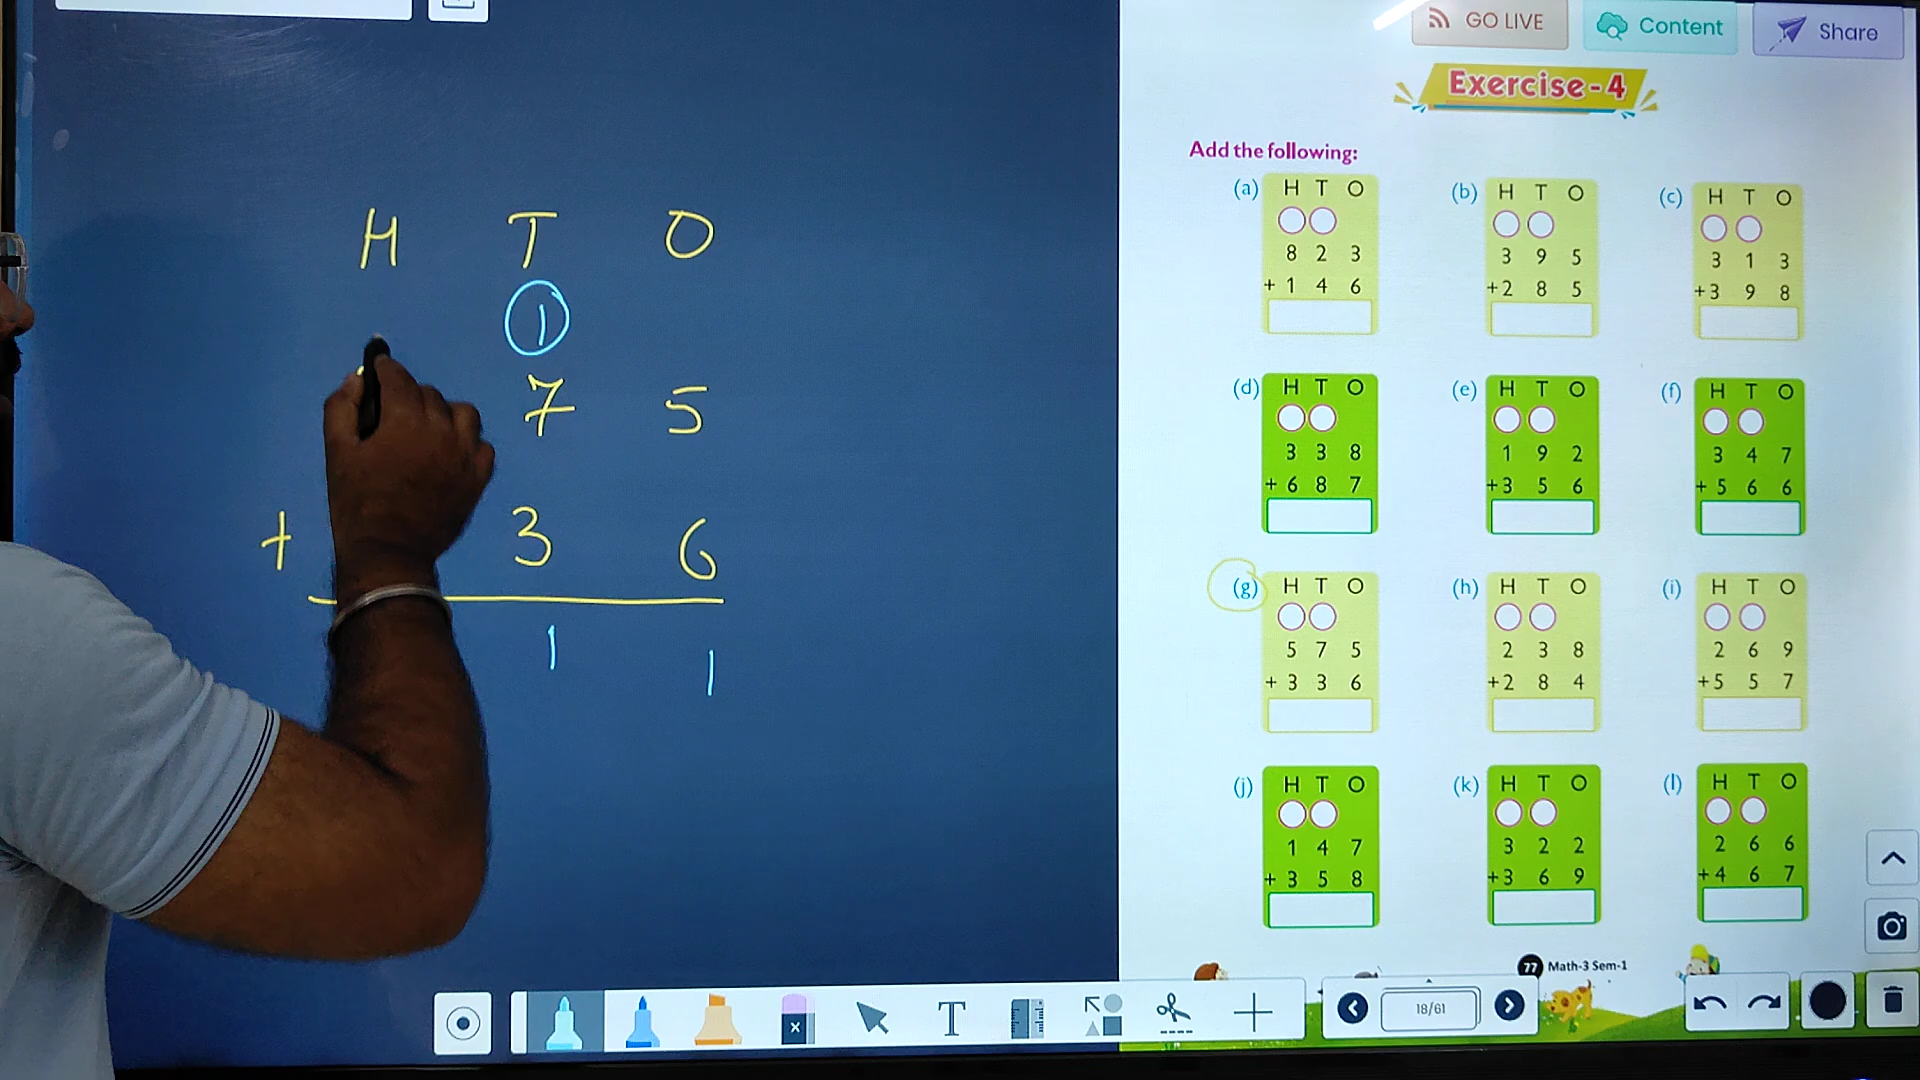 H T O
1
7 5
+ 3 6
1 1
GO LIVE
Content
Share
Exercise-4
Add the following:
(a) H T O
8 2 3
+ 1 4 6
(b) H T O
3 9 5
+2 8 5
(c) H T O
3 1 3
+3 9 8
(d) H T O
3 3 8
+ 6 8 7
(e) H T O
1 9 2
+3 5 6
(f) H T O
3 4 7
+ 5 6 6
(g) H T O
5 7 5
+ 3 3 6
(h) H T O
2 3 8
+2 8 4
(i) H T O
2 6 9
+5 5 7
(j) H T O
1 4 7
+ 3 5 8
(k) H T O
3 2 2
+3 6 9
(l) H T O
2 6 6
+4 6 7
77 Math-3 Sem-1
T
18/61